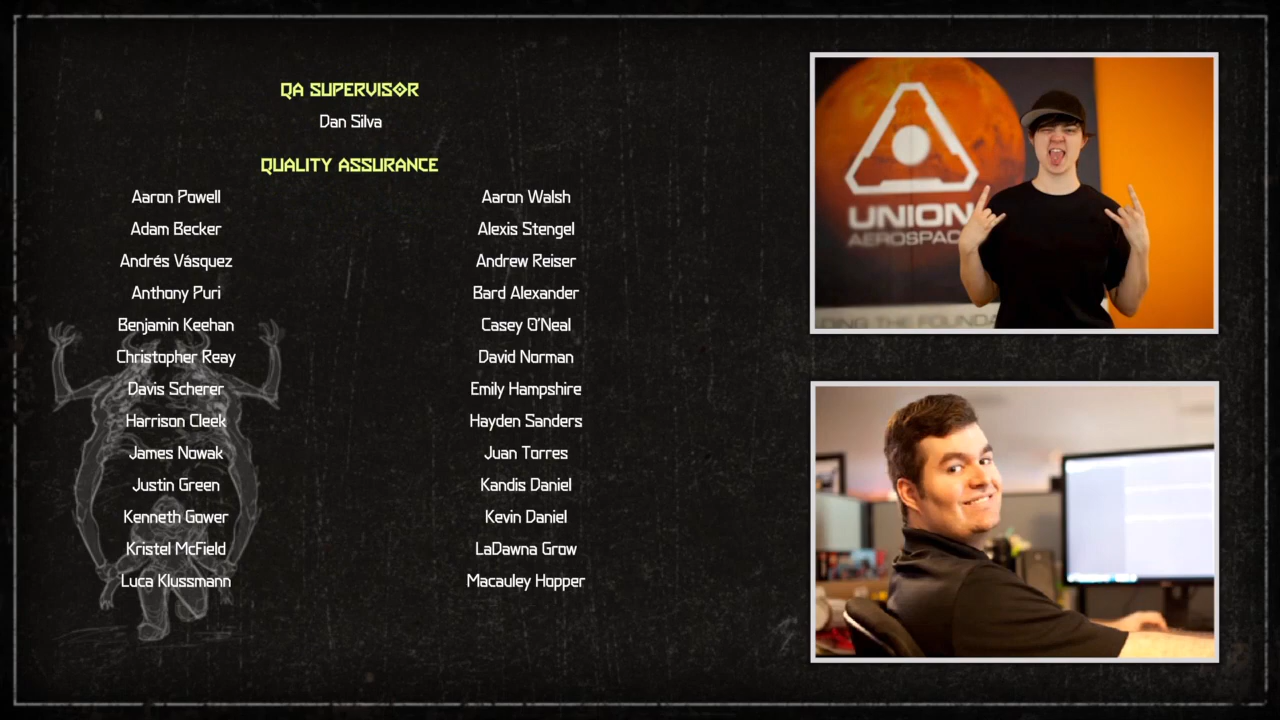 QA SUPERVISOR
Dan Silva
QUALITY ASSURANCE
Aaron Powell
Aaron Walsh
Adam Becker
Alexis Stengel
Andrés Vásquez
Andrew Reiser
Anthony Puri
Bard Alexander
Benjamin Keehan
Casey O'Neal
Christopher Reay
David Norman
Davis Scherer
Emily Hampshire
Harrison Cleek
Hayden Sanders
James Nowak
Juan Torres
Justin Green
Kandis Daniel
Kenneth Gower
Kevin Daniel
Kristel McField
LaDawna Grow
Luca Klussmann
Macauley Hopper
UNION
AEROSPAC
THE FOUNDA